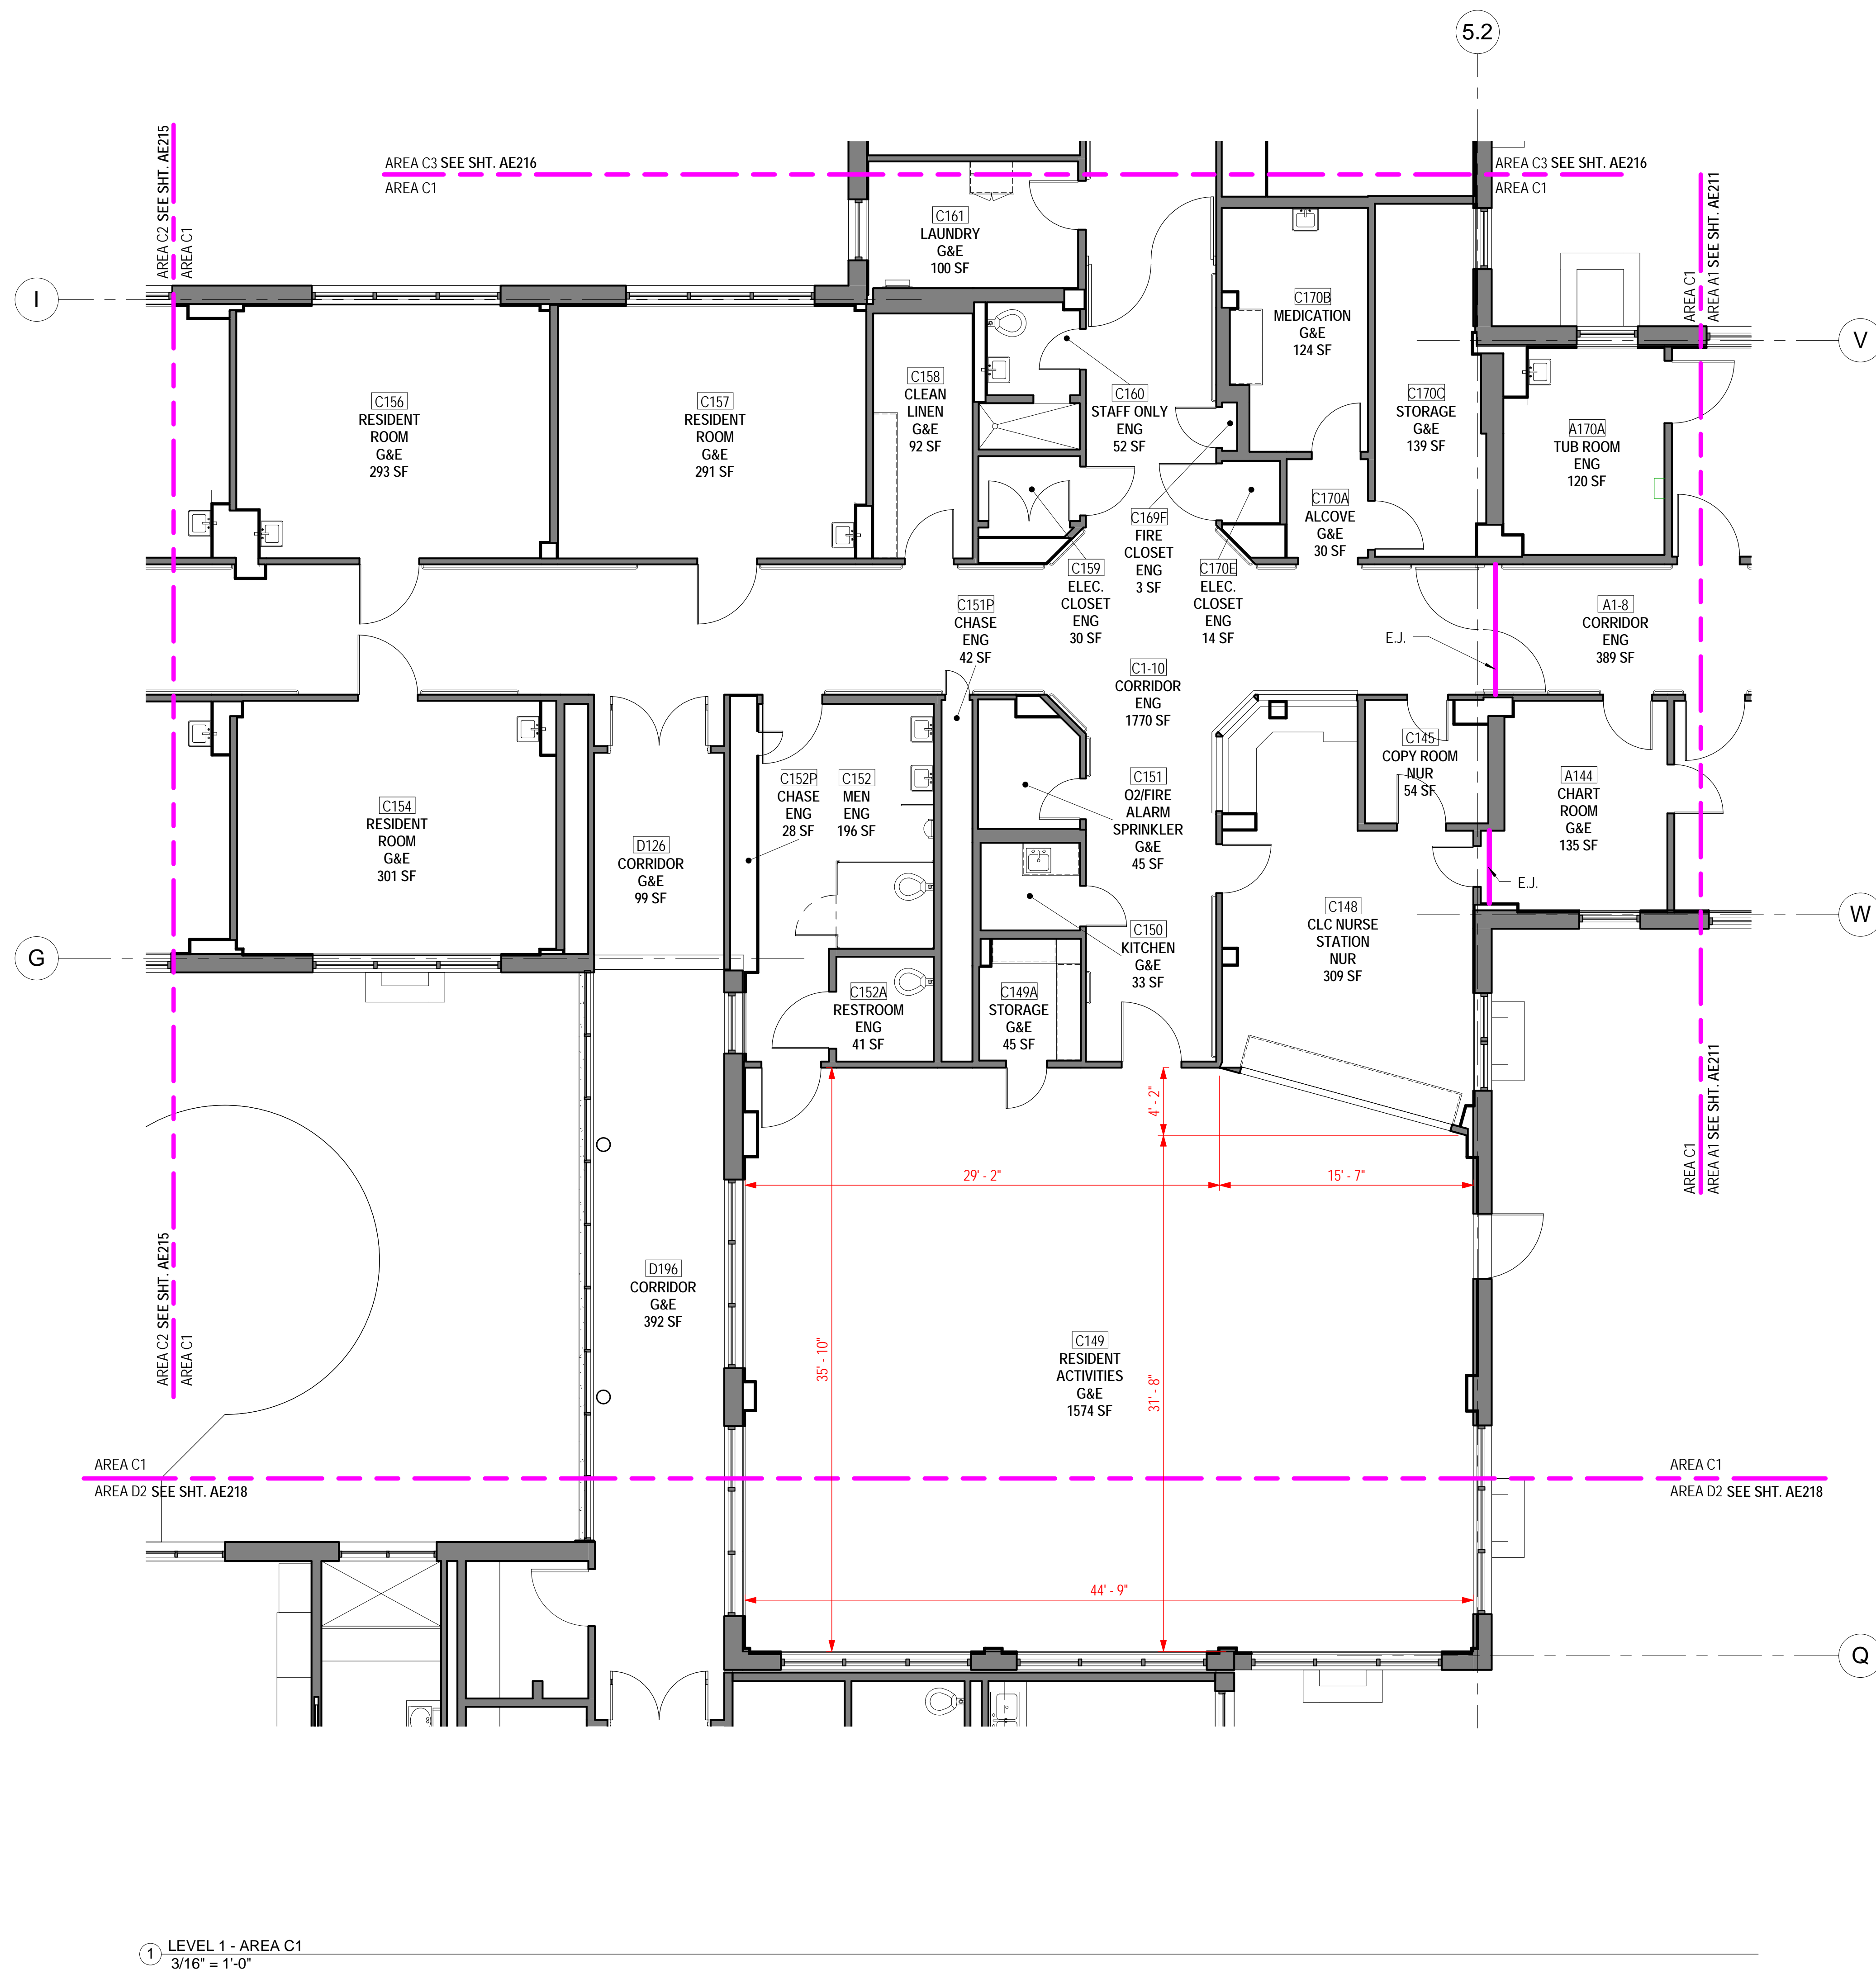 5.2
AREA C2 SEE SHT. AE215
AREA C1
AREA C3 SEE SHT. AE216
AREA C1
AREA C3 SEE SHT. AE216
AREA C1
AREA C1
AREA A1 SEE SHT. AE211
I
V
C161
LAUNDRY
G&E
100 SF
C170B
MEDICATION
G&E
124 SF
C156
RESIDENT
ROOM
G&E
293 SF
C157
RESIDENT
ROOM
G&E
291 SF
C158
CLEAN
LINEN
G&E
92 SF
C160
STAFF ONLY
ENG
52 SF
C170C
STORAGE
G&E
139 SF
A170A
TUB ROOM
ENG
120 SF
C170A
ALCOVE
G&E
30 SF
C169F
FIRE
CLOSET
ENG
3 SF
C159
ELEC.
CLOSET
ENG
30 SF
C170E
ELEC.
CLOSET
ENG
14 SF
C151P
CHASE
ENG
42 SF
A1-8
CORRIDOR
ENG
389 SF
E.J.
C1-10
CORRIDOR
ENG
1770 SF
C145
COPY ROOM
NUR
54 SF
C154
RESIDENT
ROOM
G&E
301 SF
D126
CORRIDOR
G&E
99 SF
C152P
CHASE
ENG
28 SF
C152
MEN
ENG
196 SF
C151
O2/FIRE
ALARM
SPRINKLER
G&E
45 SF
A144
CHART
ROOM
G&E
135 SF
E.J.
G
W
C148
CLC NURSE
STATION
NUR
309 SF
C150
KITCHEN
G&E
33 SF
C152A
RESTROOM
ENG
41 SF
C149A
STORAGE
G&E
45 SF
4' - 2"
29' - 2"
15' - 7"
AREA C1
AREA A1 SEE SHT. AE211
AREA C2 SEE SHT. AE215
AREA C1
D196
CORRIDOR
G&E
392 SF
35' - 10"
C149
RESIDENT
ACTIVITIES
G&E
1574 SF
31' - 8"
AREA C1
AREA D2 SEE SHT. AE218
AREA C1
AREA D2 SEE SHT. AE218
44' - 9"
Q
1
LEVEL 1 - AREA C1
3/16" = 1'-0"